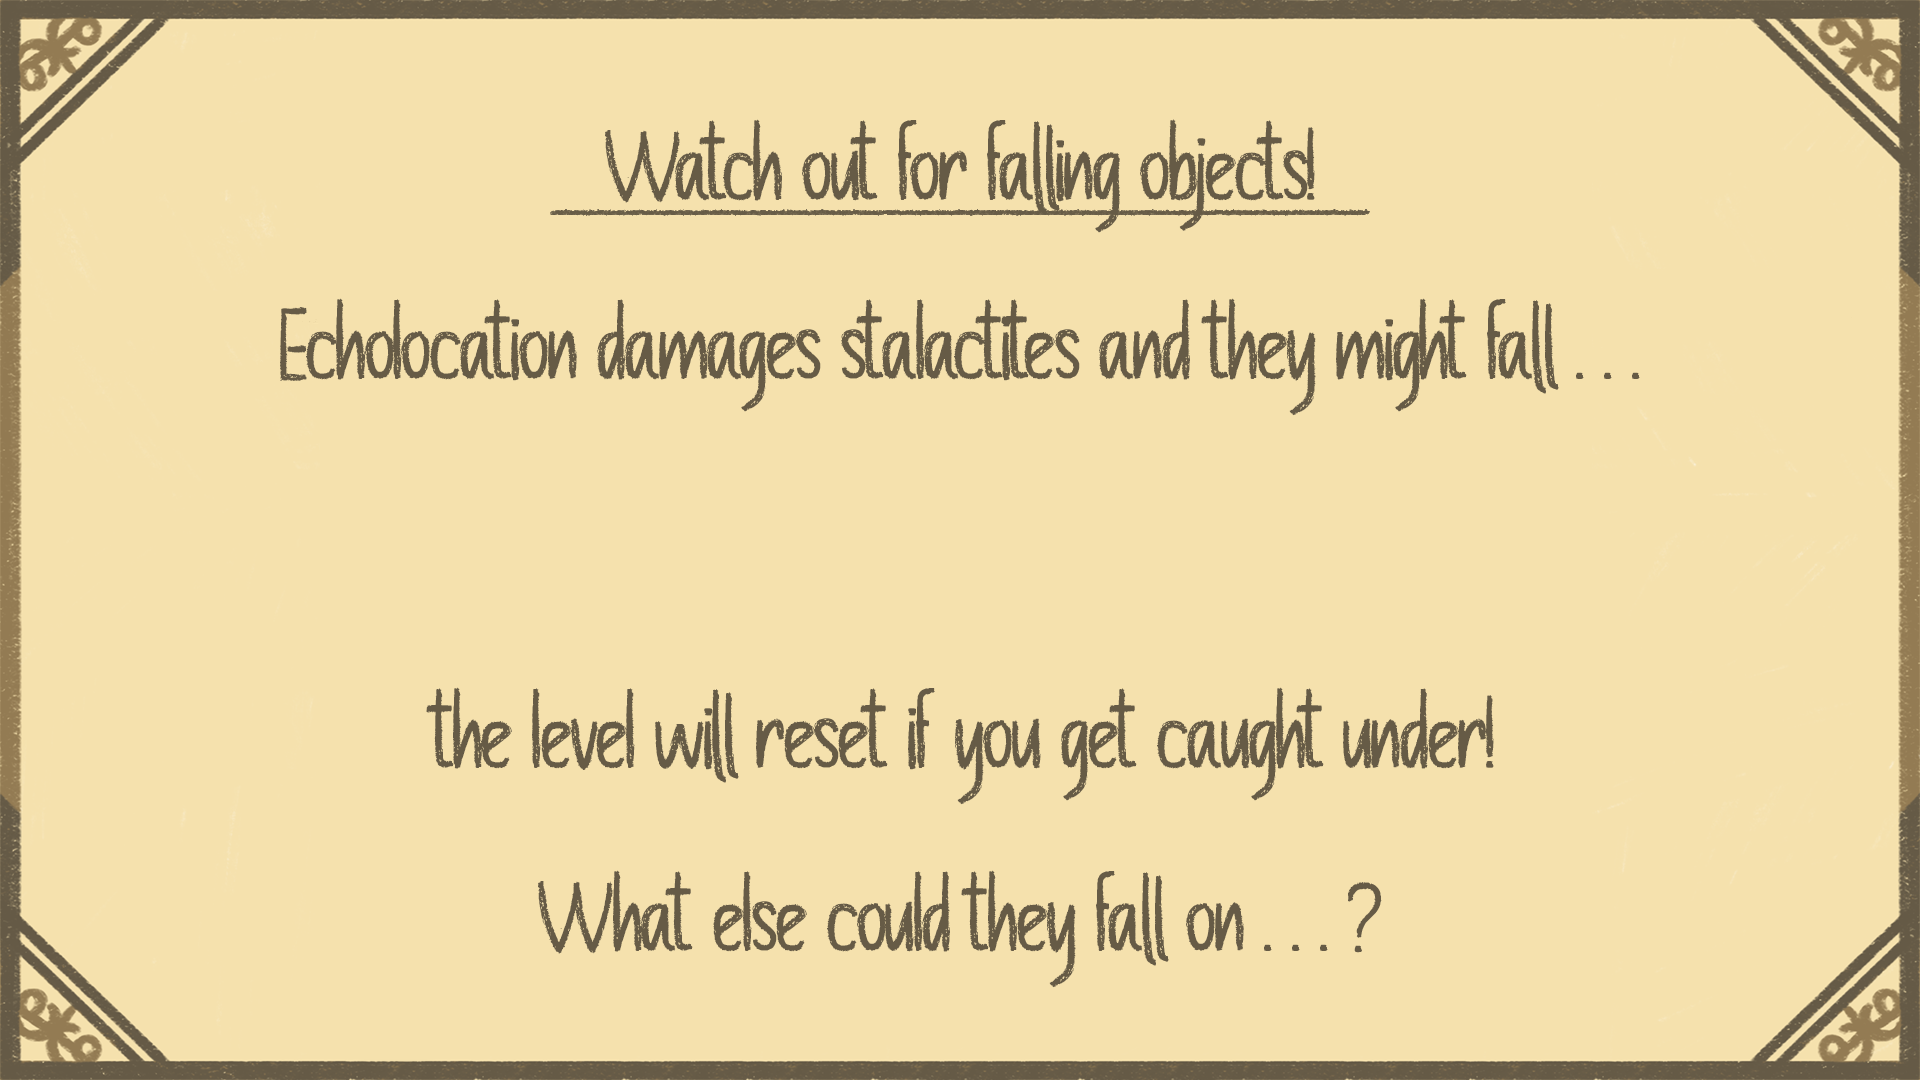 Watch out for falling objects!
Echolocation damages stalactites and they might fall . . .
the level will reset if you get caught under!
What else could they fall on . . . ?